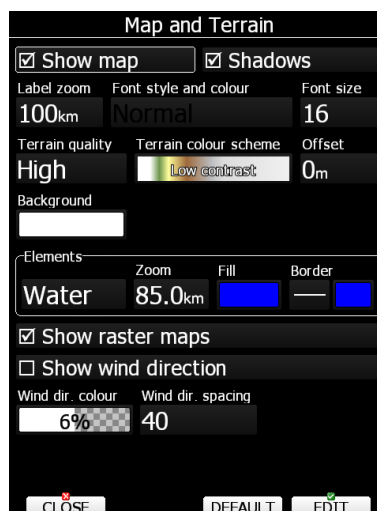 Map and Terrain
Show map Shadows
Label zoom Font style and colour Font size
100km Normal 16
Terrain quality Terrain colour scheme Offset
High Low contrast 0m
Background
Elements
Zoom Fill Border
Water 85.0km
Show raster maps
Show wind direction
Wind dir. colour Wind dir. spacing
6% 40
CLOSE DEFAULT EDIT